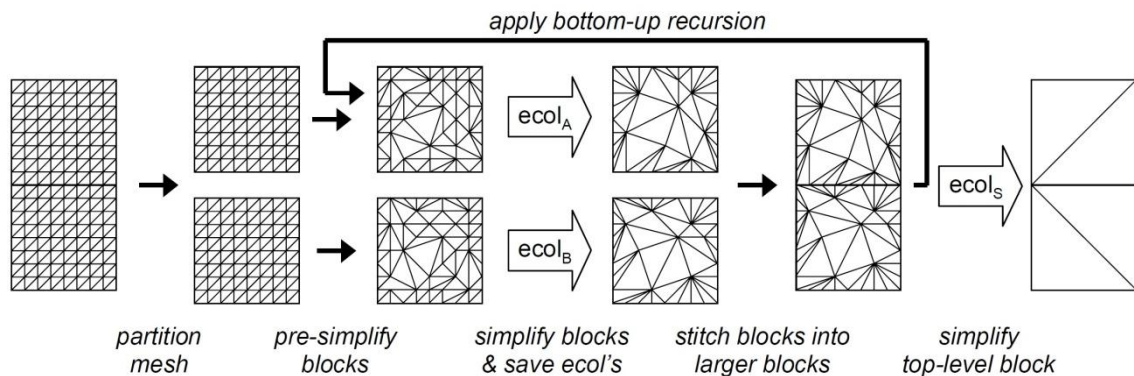 apply bottom-up recursion
ecolA
ecolS
ecolB
partition mesh
pre-simplify blocks
simplify blocks & save ecol's
stitch blocks into larger blocks
simplify top-level block